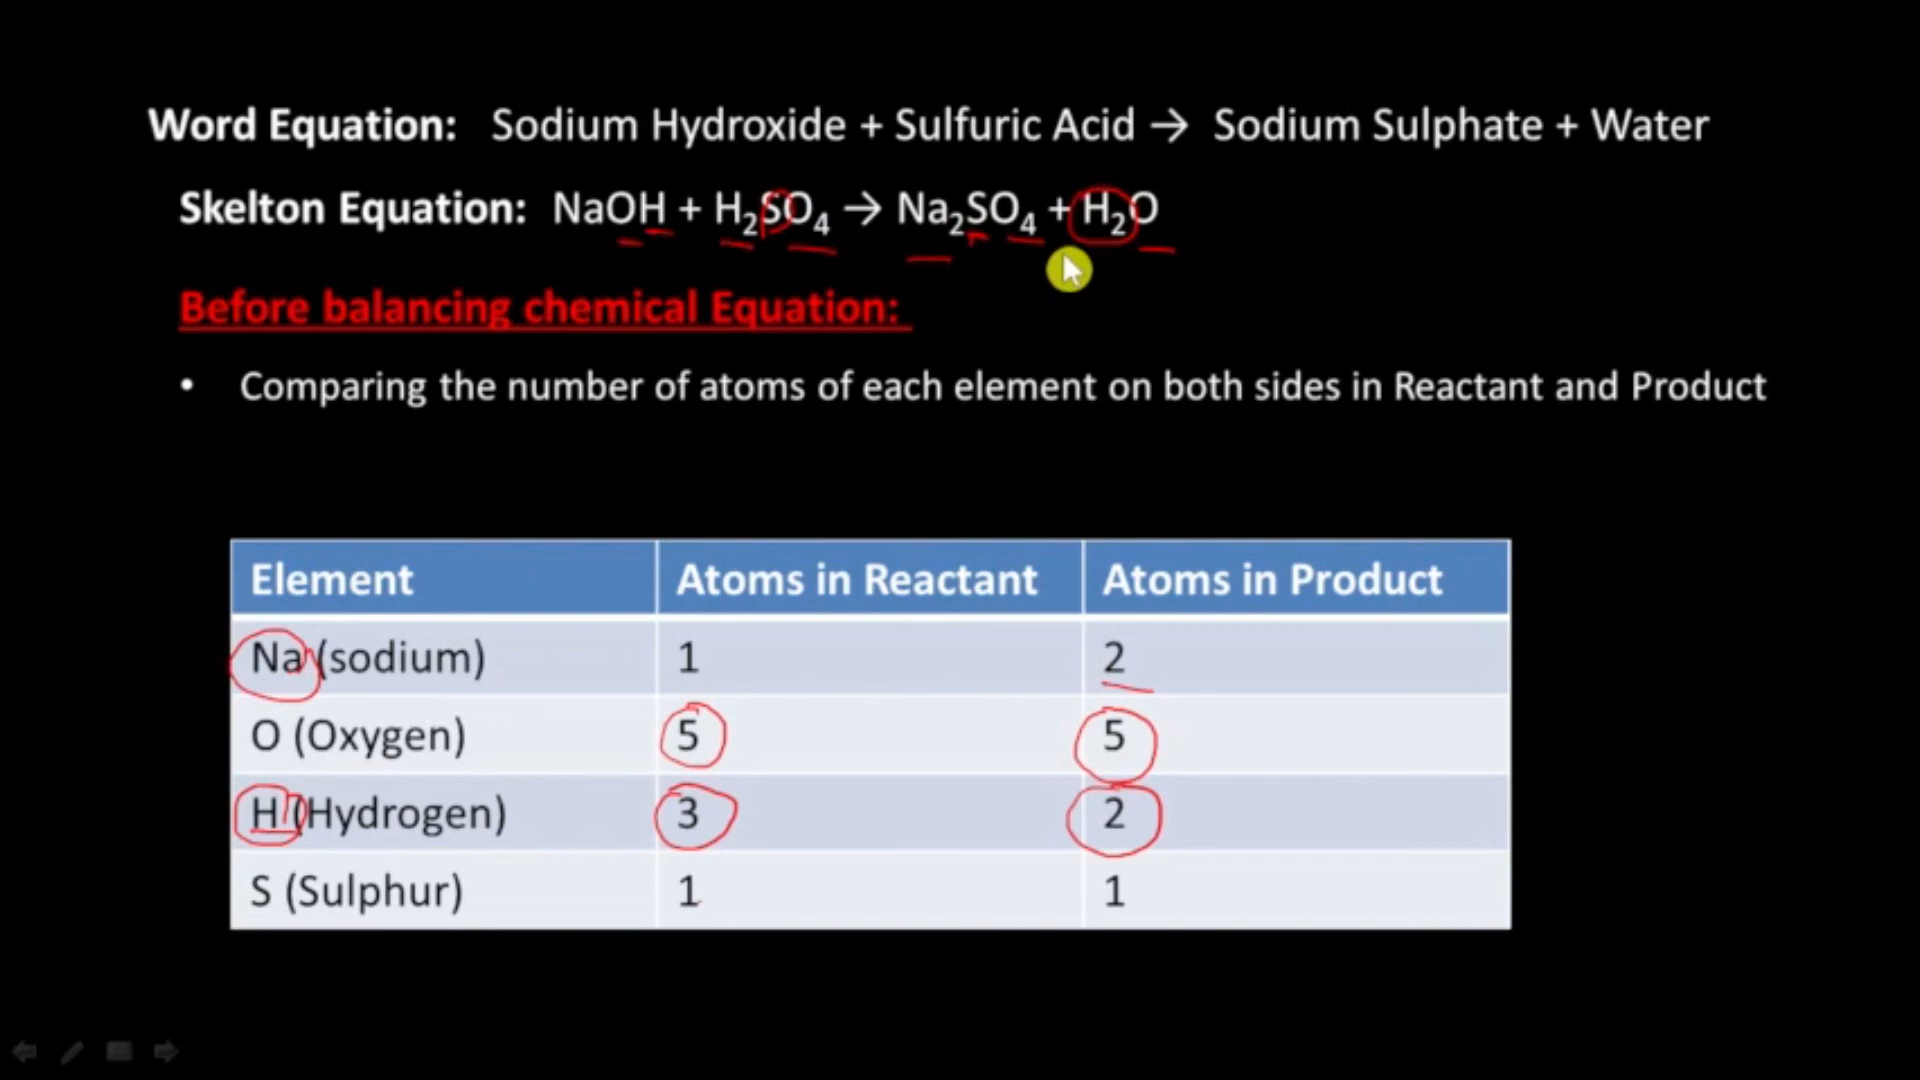 Word Equation: Sodium Hydroxide + Sulfuric Acid → Sodium Sulphate + Water
Skelton Equation: NaOH + H₂SO₄ → Na₂SO₄ + H₂O
Before balancing chemical Equation:
• Comparing the number of atoms of each element on both sides in Reactant and Product
Element Atoms in Reactant Atoms in Product
Na (sodium) 1 2
O (Oxygen) 5 5
H (Hydrogen) 3 2
S (Sulphur) 1 1